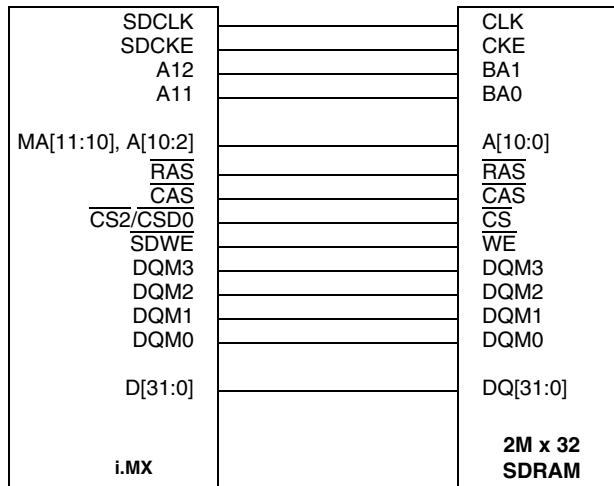 SDCLK CLK
SDCKE CKE
A12 BA1
A11 BA0
MA[11:10], A[10:2] A[10:0]
RAS RAS
CAS CAS
CS2/CSD0 CS
SDWE WE
DQM3 DQM3
DQM2 DQM2
DQM1 DQM1
DQM0 DQM0
D[31:0] DQ[31:0]
i.MX
2M x 32
SDRAM